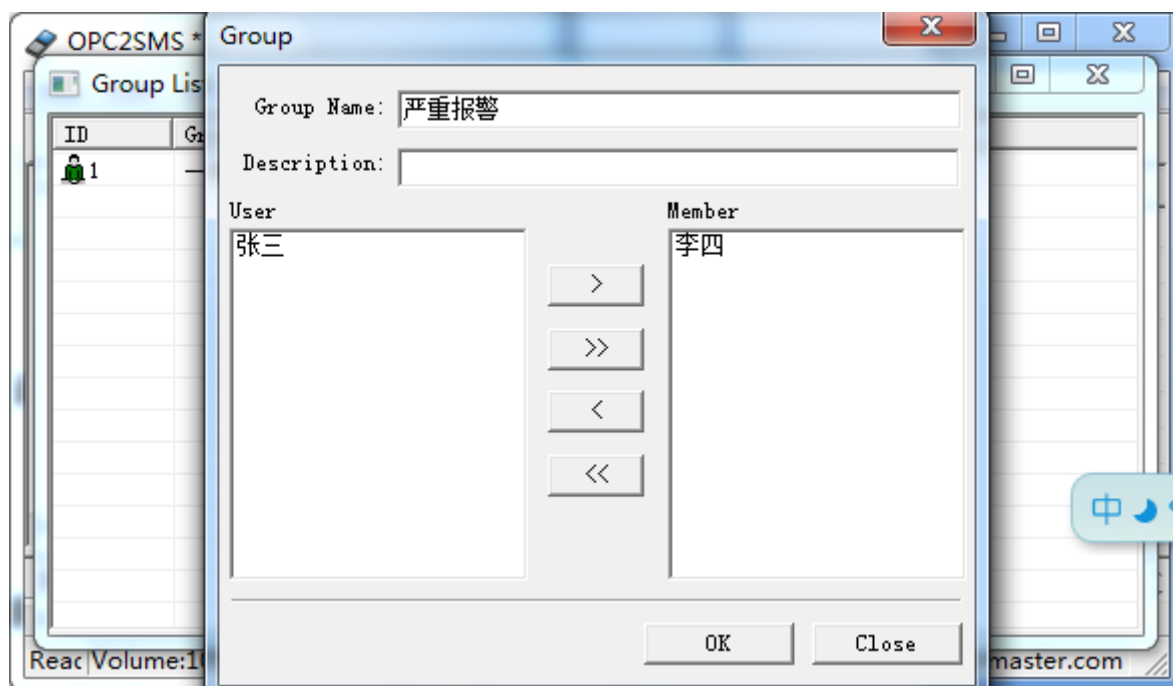 OPC2SMS *
Group
Group Lis
Group Name: 严重报警
ID
Gr
Description:
1
一
User
Member
张三
李四
>
>>
<
<<
中
OK
Close
Reac
Volume:1
master.com